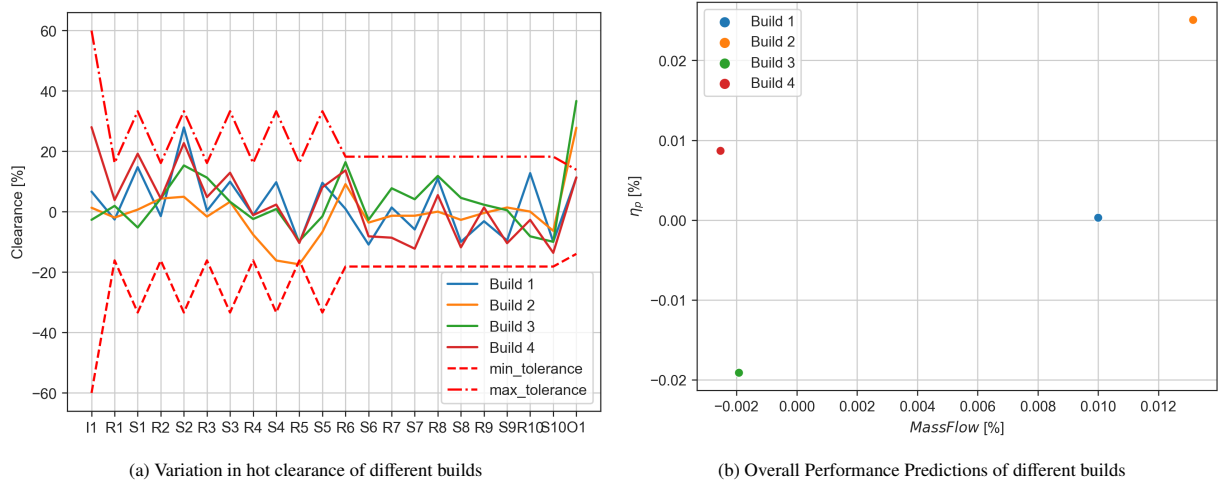 60
40
20
0
−20
−40
−60
Clearance [%]
Build 1
Build 2
Build 3
Build 4
min_tolerance
max_tolerance
I1 R1 S1 R2 S2 R3 S3 R4 S4 R5 S5 R6 S6 R7 S7 R8 S8 R9 S9 R10 S10 O1
(a) Variation in hot clearance of different builds
Build 1
Build 2
Build 3
Build 4
0.02
0.01
0.00
−0.01
−0.02
ηp [%]
−0.002 0.000 0.002 0.004 0.006 0.008 0.010 0.012
MassFlow [%]
(b) Overall Performance Predictions of different builds